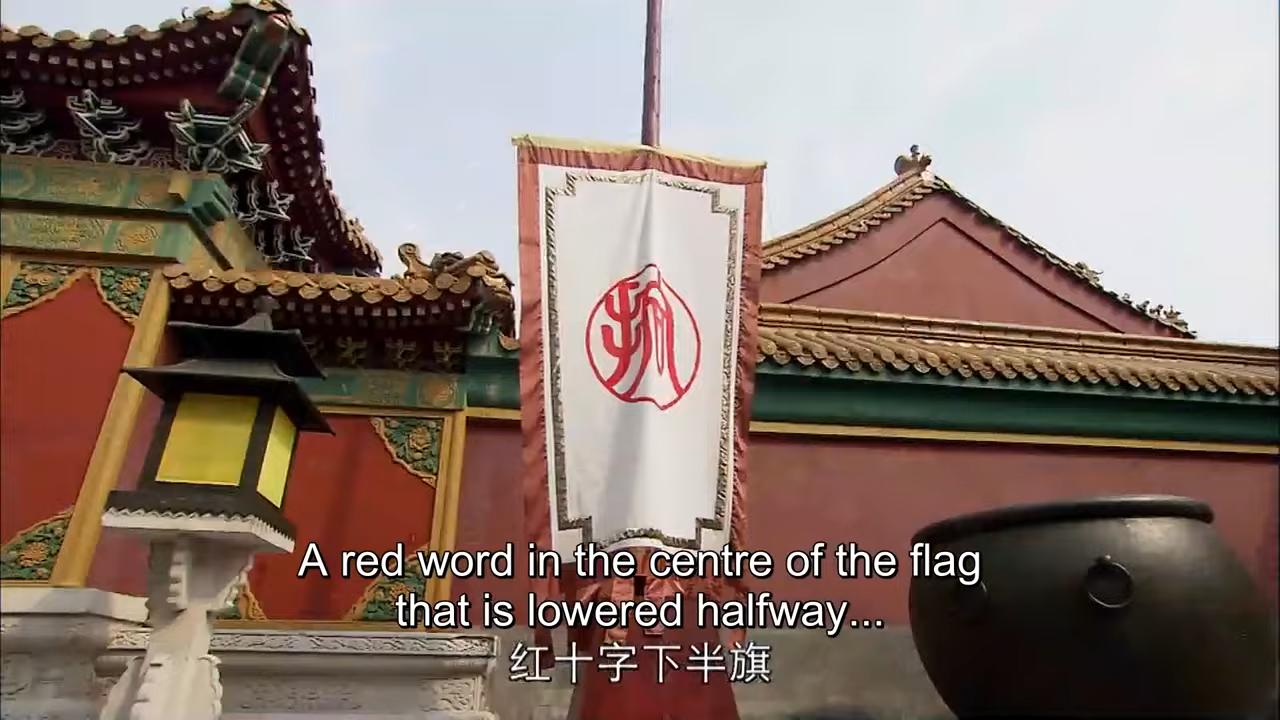 A red word in the centre of the flag
that is lowered halfway...
红十字下半旗